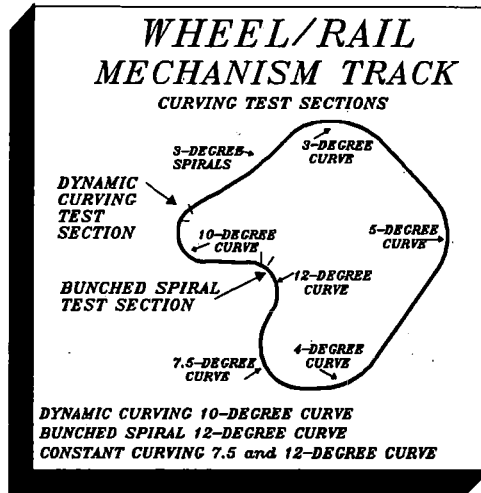 WHEEL/RAIL
MECHANISM TRACK
CURVING TEST SECTIONS
3-DEGREE
SPIRALS
3-DEGREE
CURVE
DYNAMIC
CURVING
TEST
SECTION
10-DEGREE
CURVE
5-DEGREE
CURVE
BUNCHED SPIRAL
TEST SECTION
12-DEGREE
CURVE
7.5-DEGREE
CURVE
4-DEGREE
CURVE
DYNAMIC CURVING 10-DEGREE CURVE
BUNCHED SPIRAL 12-DEGREE CURVE
CONSTANT CURVING 7.5 and 12-DEGREE CURVE